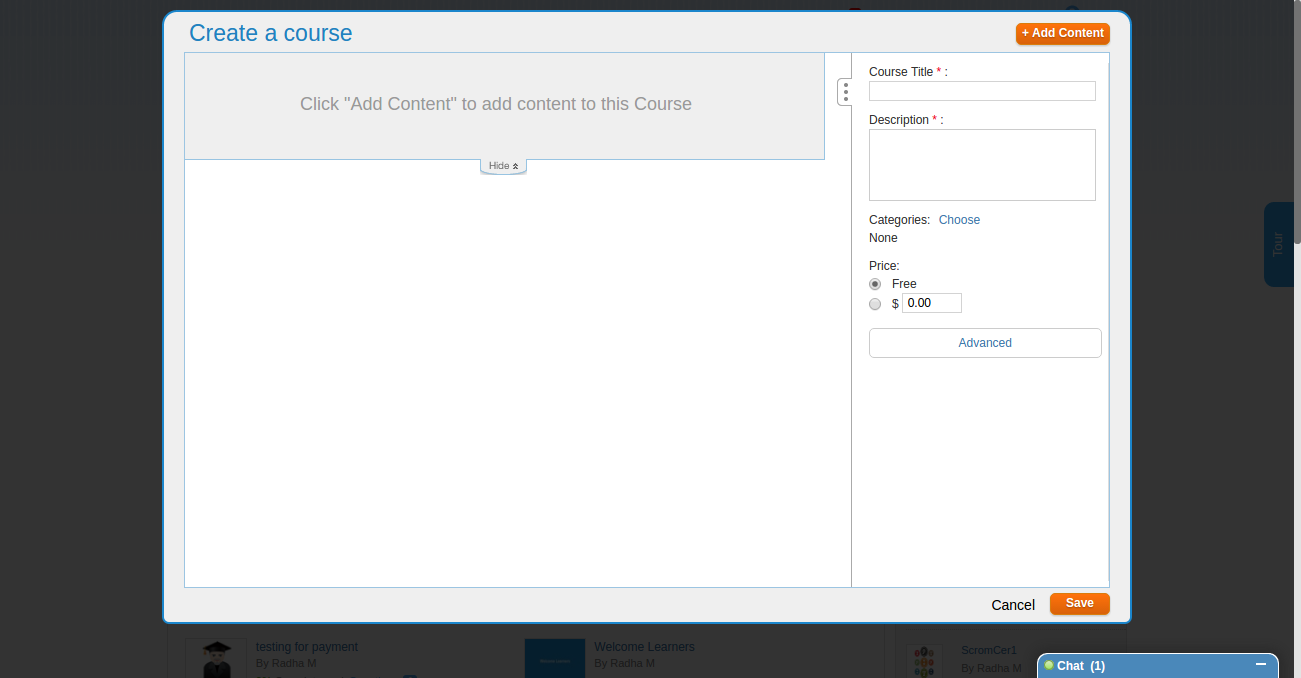 Create a course
+ Add Content
Click "Add Content" to add content to this Course
Hide
Course Title * :
Description * :
Categories: Choose
None
Price:
Free
$ 0.00
Advanced
Tour
Cancel
Save
testing for payment
By Radha M
Welcome Learners
By Radha M
ScromCer1
By Radha M
Chat (1)